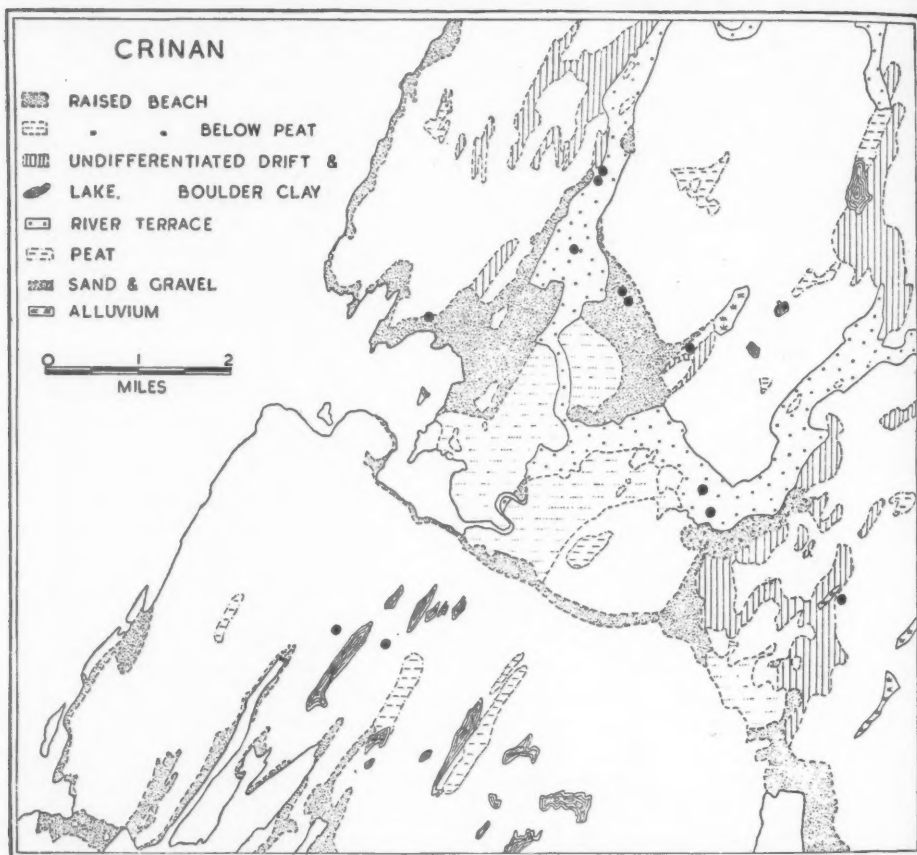 CRINAN
RAISED BEACH
" " BELOW PEAT
UNDIFFERENTIATED DRIFT &
LAKE, BOULDER CLAY
RIVER TERRACE
PEAT
SAND & GRAVEL
ALLUVIUM
0 1 2
MILES